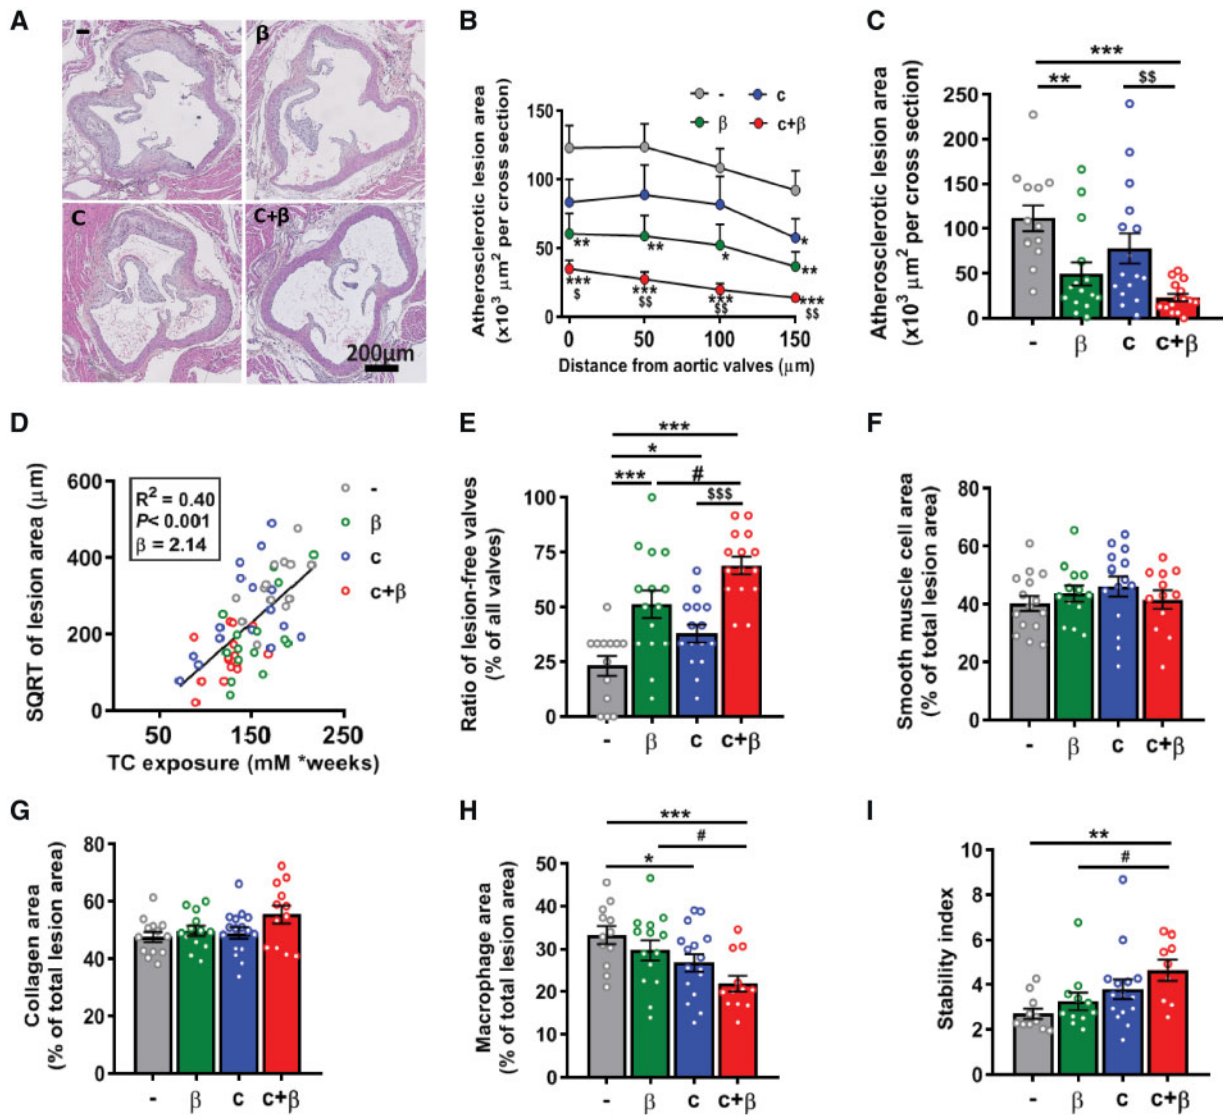 A
–
β
C
C+β
200μm
B
Atherosclerotic lesion area
(x10³ μm² per cross section)
- c
β c+β
150
100
50
0
** ** * *
**
*** *** *** ***
$ $$ $$ $$
0 50 100 150
Distance from aortic valves (μm)
C
Atherosclerotic lesion area
(x10³ μm² per cross section)
***
** $$
250
200
150
100
50
0
- β c c+β
D
SQRT of lesion area (μm)
600
400
200
0
R² = 0.40
P< 0.001
β = 2.14
-
β
c
c+β
50 150 250
TC exposure (mM *weeks)
E
Ratio of lesion-free valves
(% of all valves)
***
*
*** #
$$$
100
75
50
25
0
- β c c+β
F
Smooth muscle cell area
(% of total lesion area)
80
60
40
20
0
- β c c+β
G
Collagen area
(% of total lesion area)
80
60
40
20
0
- β c c+β
H
Macrophage area
(% of total lesion area)
***
#
*
50
40
30
20
10
0
- β c c+β
I
Stability index
**
#
10
8
6
4
2
0
- β c c+β